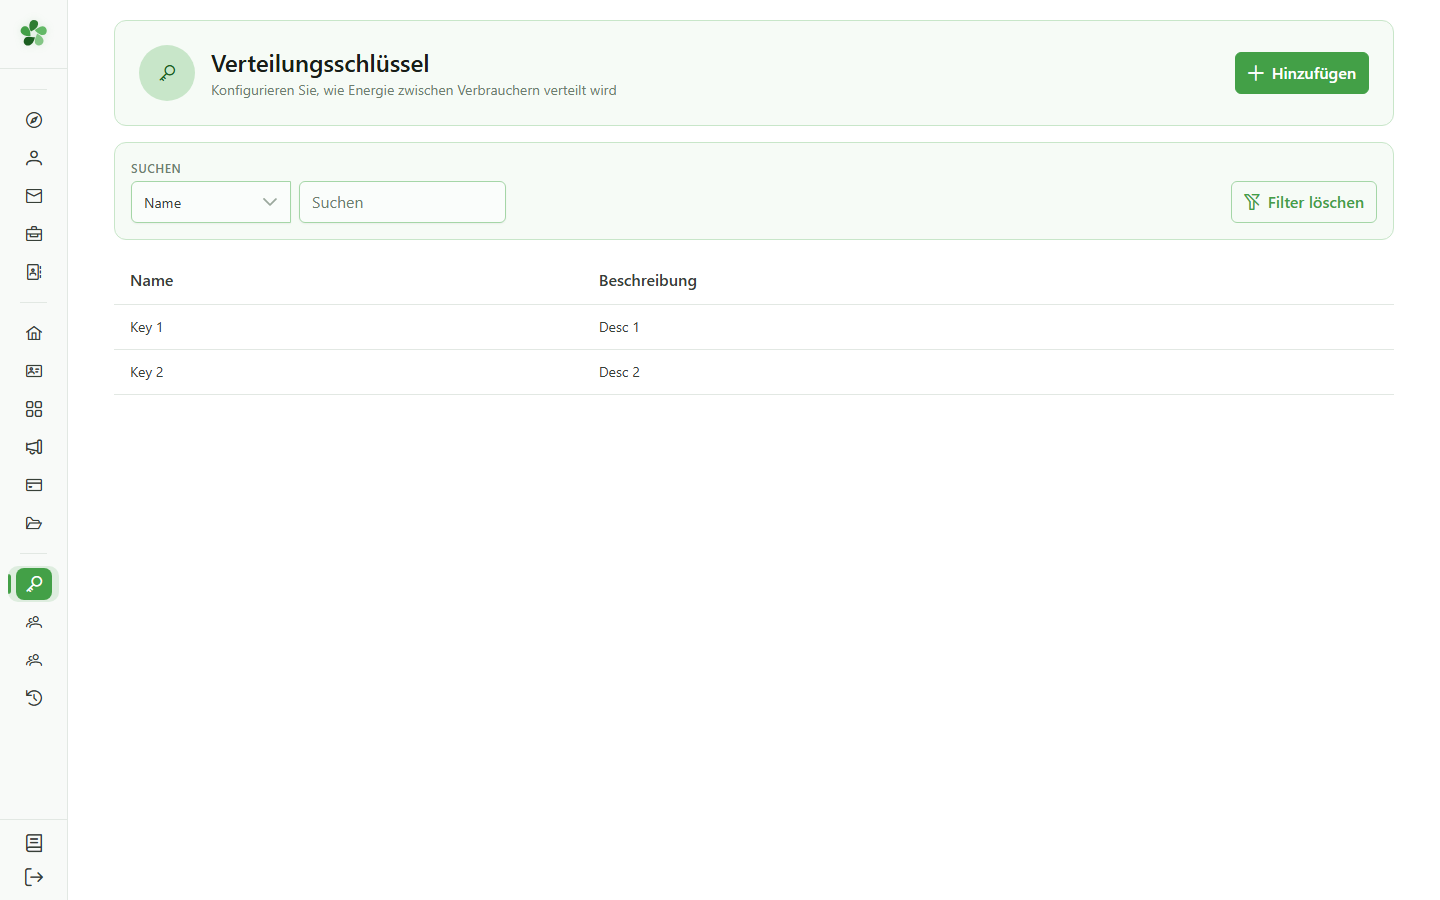 Verteilungsschlüssel
Konfigurieren Sie, wie Energie zwischen Verbrauchern verteilt wird
Hinzufügen
SUCHEN
Name
Suchen
Filter löschen
Name Beschreibung
Key 1 Desc 1
Key 2 Desc 2